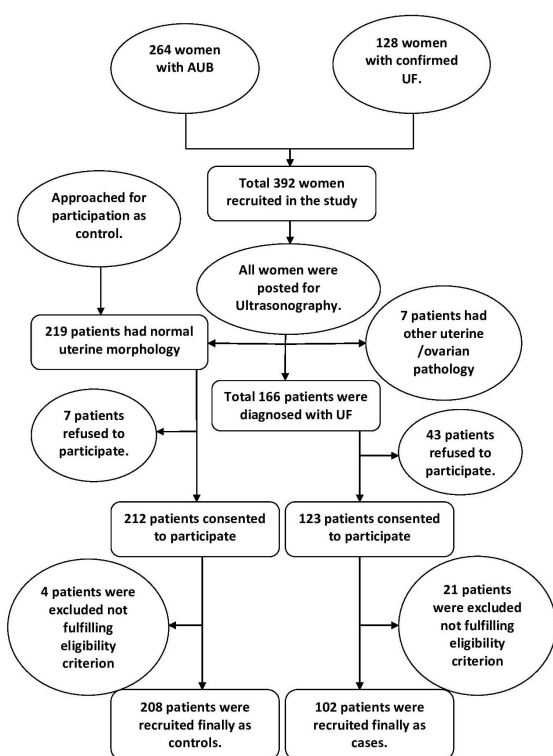 264 women
with AUB
128 women
with confirmed
UF.
Total 392 women
recruited in the study
Approached for
participation as
control.
All women were
posted for
Ultrasonography.
219 patients had normal
uterine morphology
7 patients had
other uterine
/ovarian
pathology
Total 166 patients were
diagnosed with UF
7 patients
refused to
participate.
43 patients
refused to
participate.
212 patients consented
to participate
123 patients consented
to participate
4 patients were
excluded not
fulfilling
eligibility
criterion
21 patients
were excluded
not fulfilling
eligibility
criterion
208 patients were
recruited finally as
controls.
102 patients were
recruited finally as
cases.